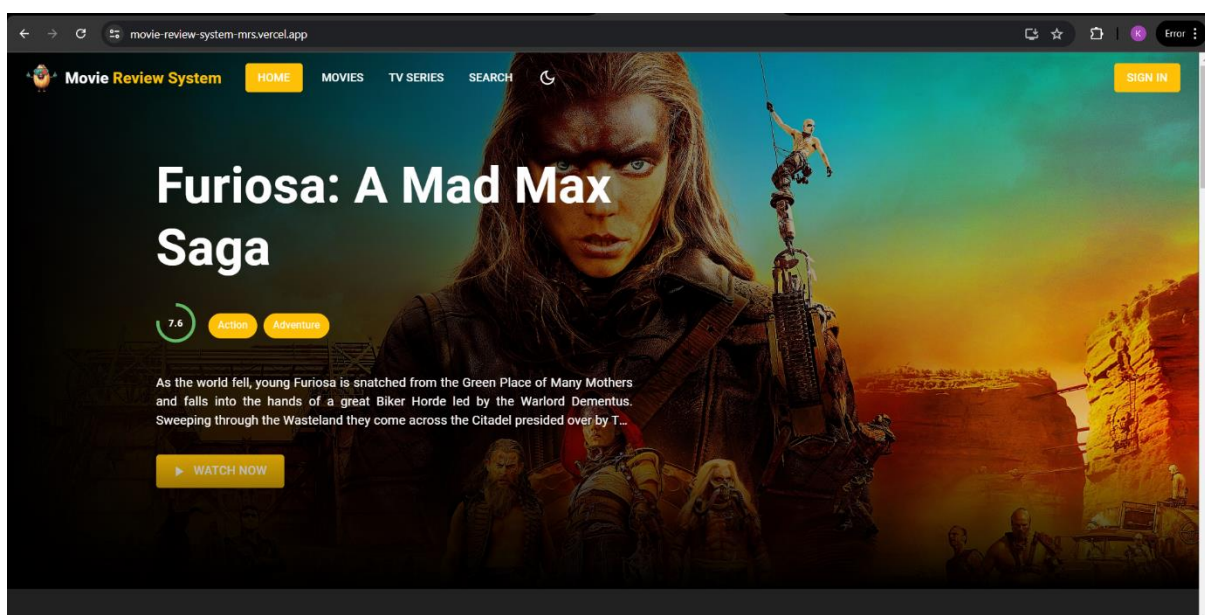 movie-review-system-mrs.vercel.app
K
Error
Movie Review System
HOME
MOVIES
TV SERIES
SEARCH
SIGN IN
Furiosa: A Mad Max
Saga
7.6
Action
Adventure
As the world fell, young Furiosa is snatched from the Green Place of Many Mothers
and falls into the hands of a great Biker Horde led by the Warlord Dementus.
Sweeping through the Wasteland they come across the Citadel presided over by T...
WATCH NOW